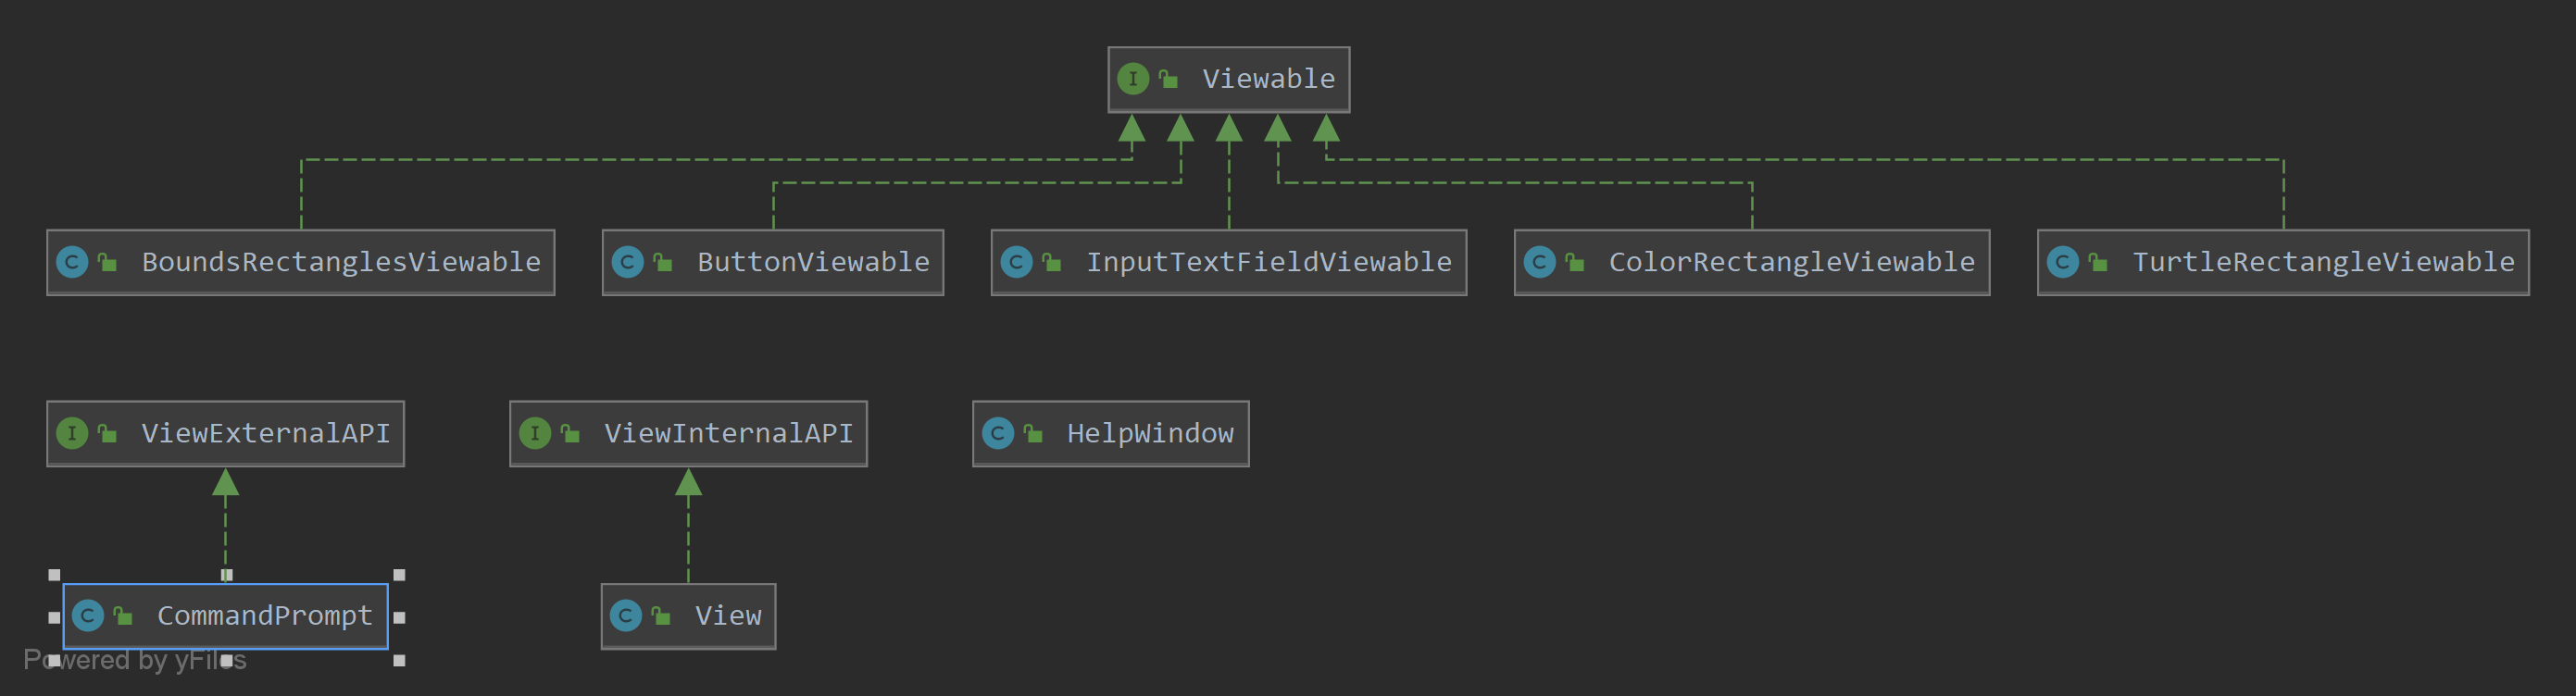 Viewable
BoundsRectanglesViewable
ButtonViewable
InputTextFieldViewable
ColorRectangleViewable
TurtleRectangleViewable
ViewExternalAPI
ViewInternalAPI
HelpWindow
CommandPrompt
View
Powered by yFiles